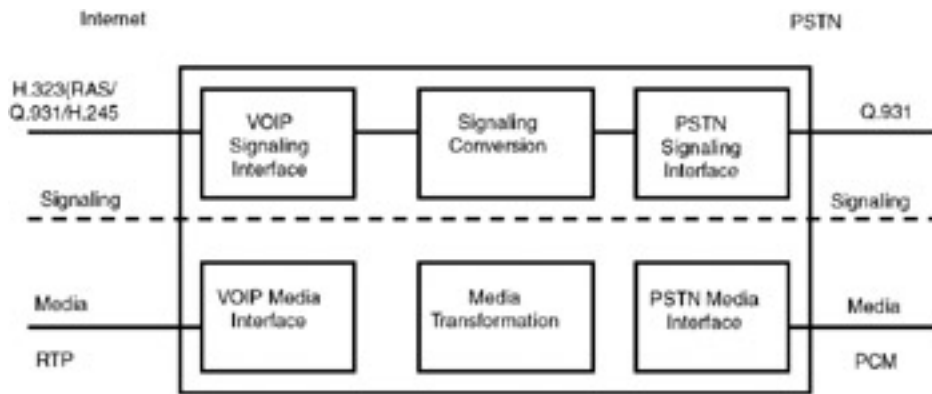 Internet
PSTN
H.323(RAS/
Q.931/H.245
VOIP
Signaling
Interface
Signaling
Conversion
PSTN
Signaling
Interface
Q.931
Signaling
Signaling
Media
RTP
VOIP Media
Interface
Media
Transformation
PSTN Media
Interface
Media
PCM